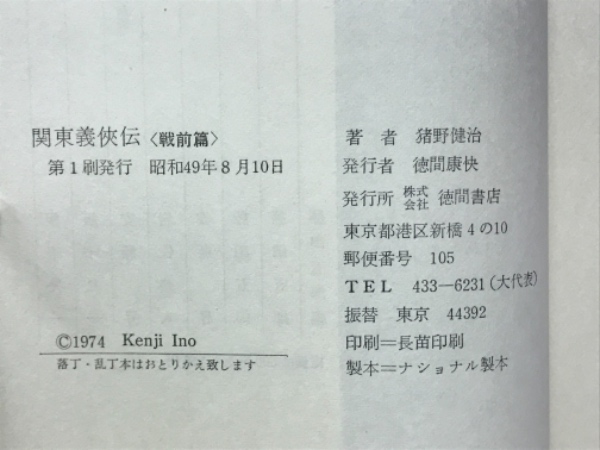 関東義俠伝〈戦前篇〉
第1刷発行 昭和49年8月10日
©1974 Kenji Ino
落丁・乱丁本はおとりかえ致します
著者 猪野健治
発行者 徳間康快
発行所 株式会社 徳間書店
東京都港区新橋4の10
郵便番号 105
TEL 433—6231(大代表)
振替 東京 44392
印刷=長苗印刷
製本=ナショナル製本